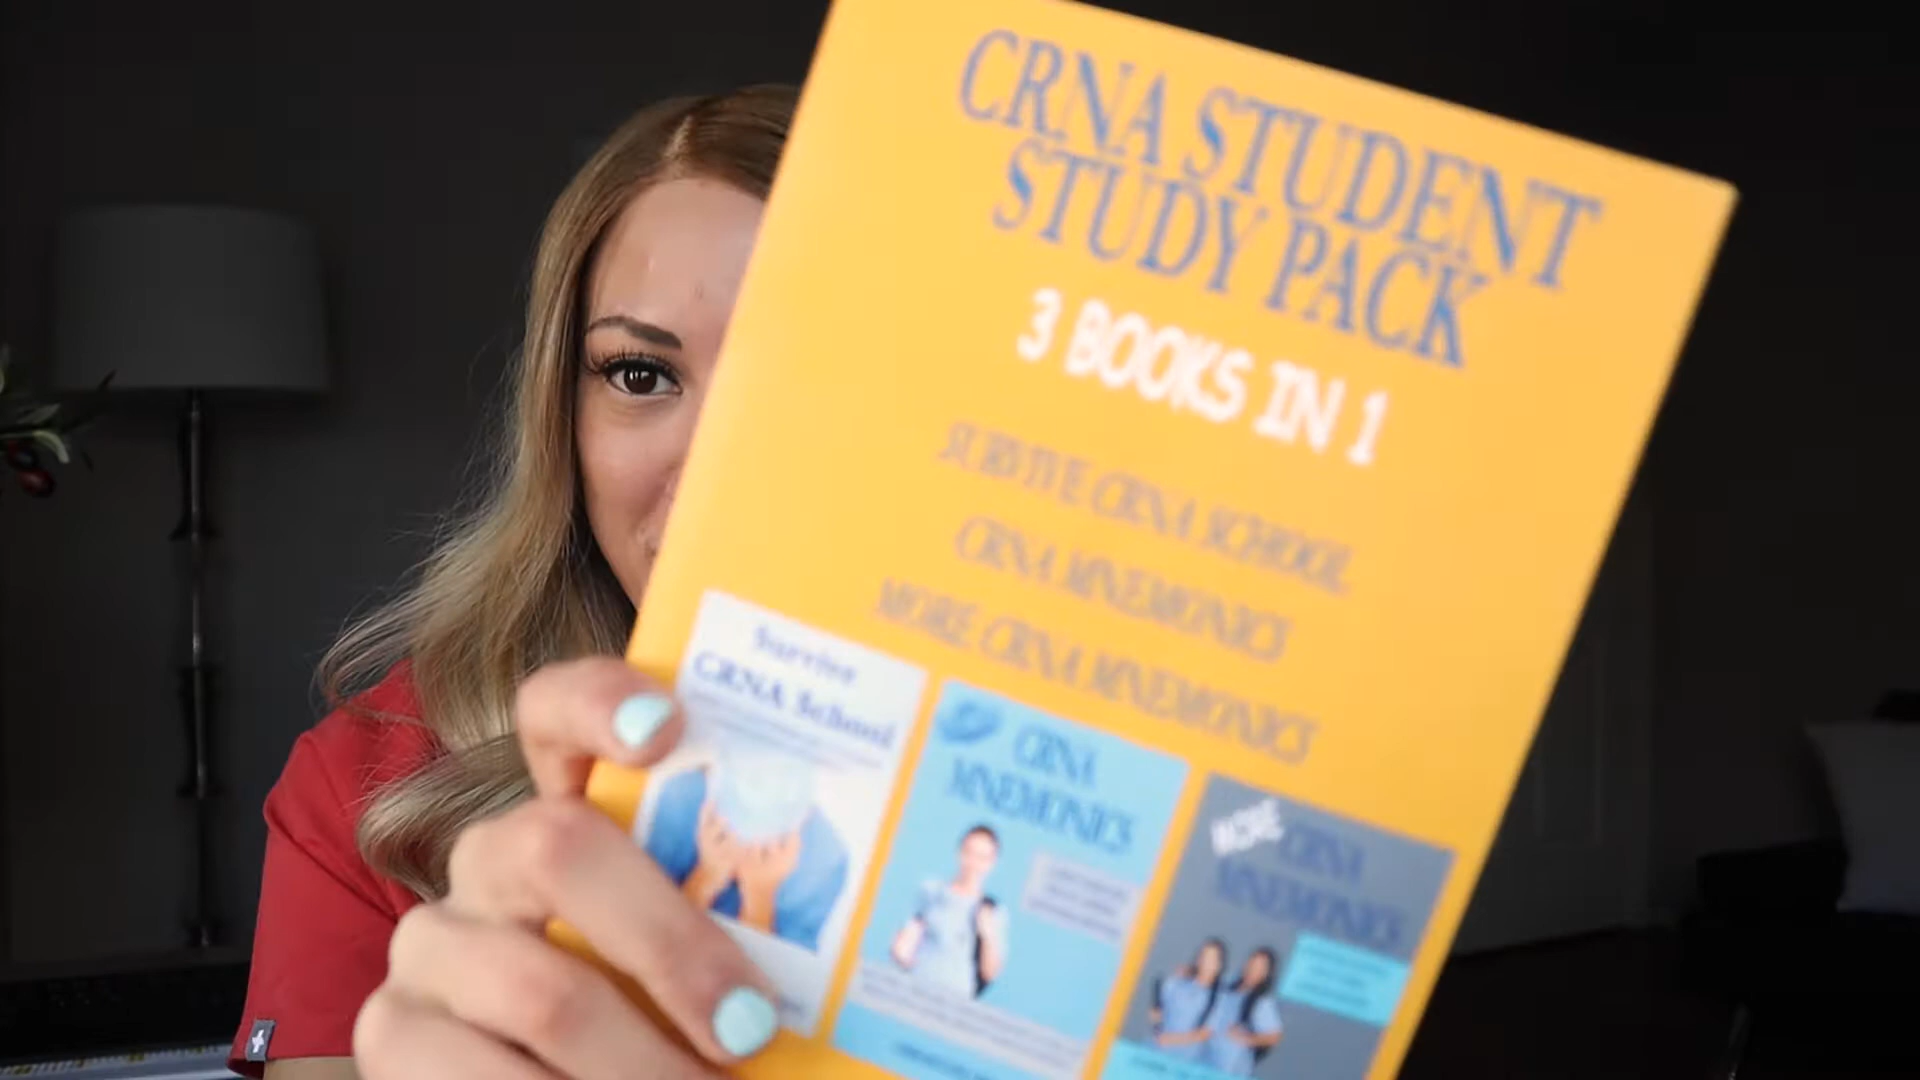 CRNA STUDENT
STUDY PACK
3 BOOKS IN 1
SURVIVE CRNA SCHOOL
CRNA MNEMONICS
MORE CRNA MNEMONICS
Survive
CRNA School
CRNA
MNEMONICS
MORE CRNA
MNEMONICS